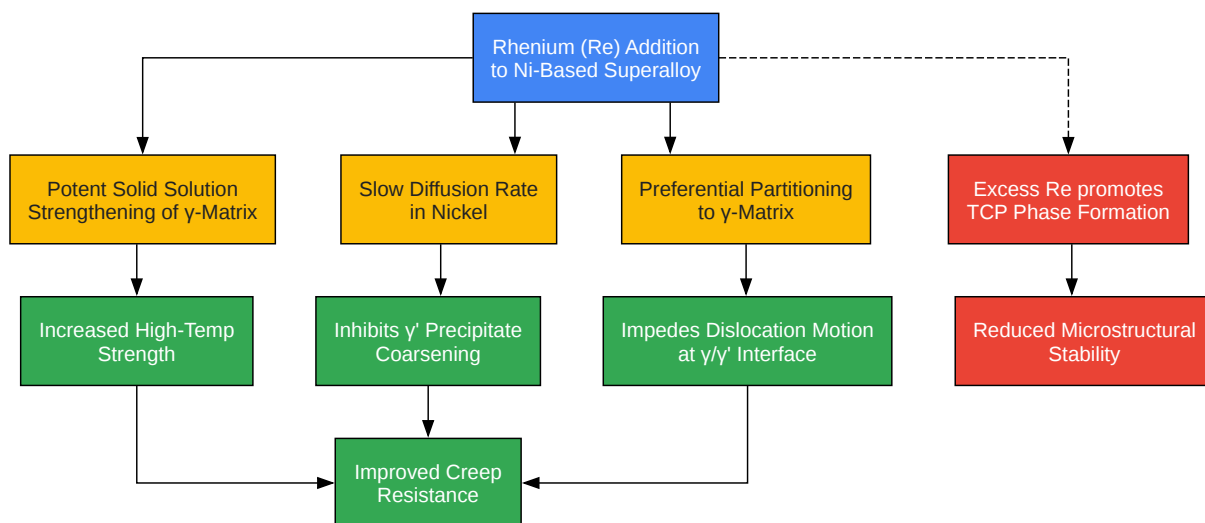 Rhenium (Re) Addition
to Ni-Based Superalloy
Potent Solid Solution
Strengthening of γ-Matrix
Slow Diffusion Rate
in Nickel
Preferential Partitioning
to γ-Matrix
Excess Re promotes
TCP Phase Formation
Increased High-Temp
Strength
Inhibits γ' Precipitate
Coarsening
Impedes Dislocation Motion
at γ/γ' Interface
Reduced Microstructural
Stability
Improved Creep
Resistance